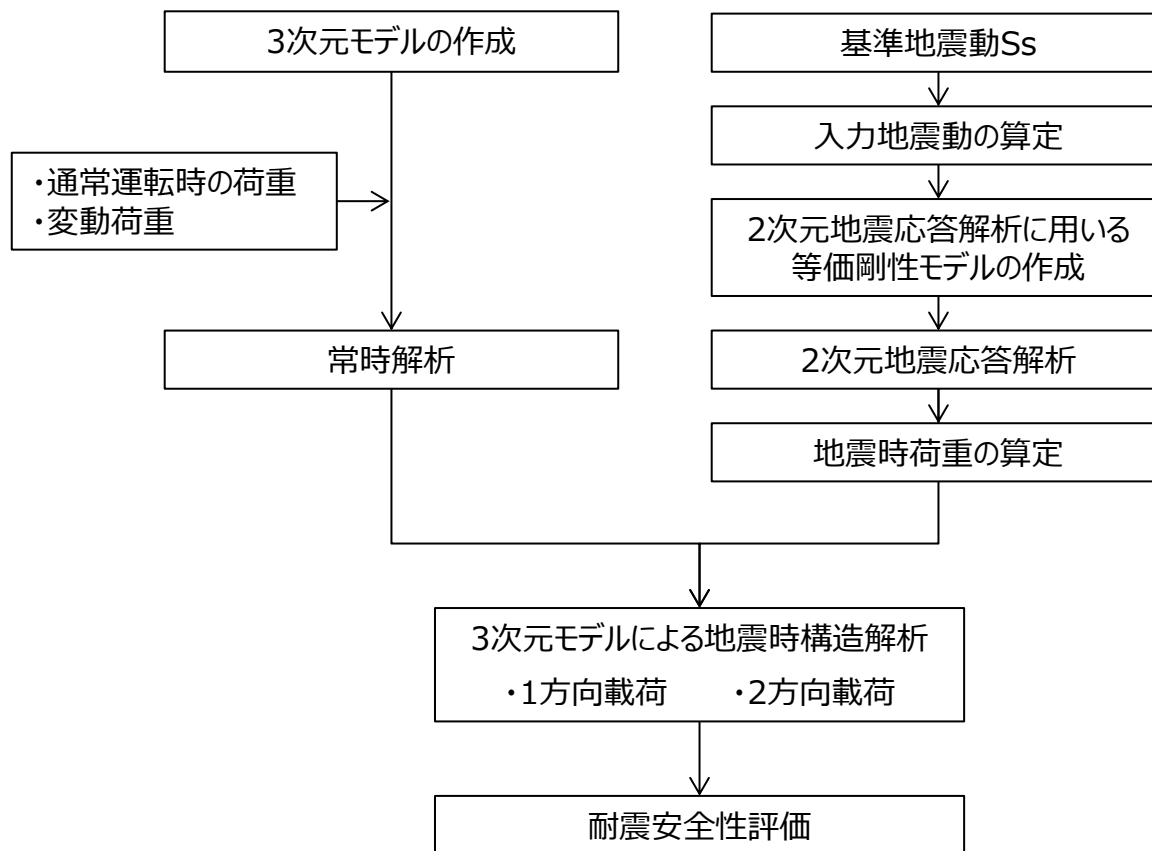 3次元モデルの作成
・通常運転時の荷重
・変動荷重
常時解析
基準地震動Ss
入力地震動の算定
2次元地震応答解析に用いる
等価剛性モデルの作成
2次元地震応答解析
地震時荷重の算定
3次元モデルによる地震時構造解析
・1方向載荷 ・2方向載荷
耐震安全性評価